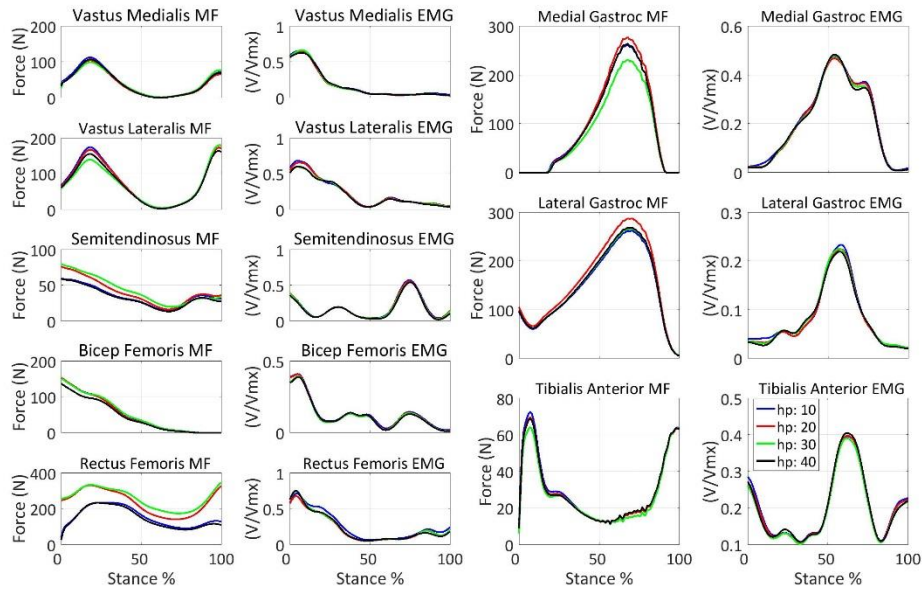 Vastus Medialis MF
Force (N)
200
100
0
Vastus Medialis EMG
(V/Vmx)
1
0.5
0
Vastus Lateralis MF
Force (N)
200
100
0
Vastus Lateralis EMG
(V/Vmx)
1
0.5
0
Semitendinosus MF
Force (N)
100
50
0
Semitendinosus EMG
(V/Vmx)
1
0.5
0
Bicep Femoris MF
Force (N)
200
100
0
Bicep Femoris EMG
(V/Vmx)
0.5
0
Rectus Femoris MF
Force (N)
400
200
0
0 50 100
Stance %
Rectus Femoris EMG
(V/Vmx)
1
0.5
0
0 50 100
Stance %
Medial Gastroc MF
Force (N)
300
200
100
0
Medial Gastroc EMG
(V/Vmx)
0.6
0.4
0.2
0
Lateral Gastroc MF
Force (N)
300
200
100
0
Lateral Gastroc EMG
(V/Vmx)
0.3
0.2
0.1
0
Tibialis Anterior MF
Force (N)
80
60
40
20
0
0 50 100
Stance %
Tibialis Anterior EMG
(V/Vmx)
0.5
0.4
0.3
0.2
0.1
hp: 10
hp: 20
hp: 30
hp: 40
0 50 100
Stance %